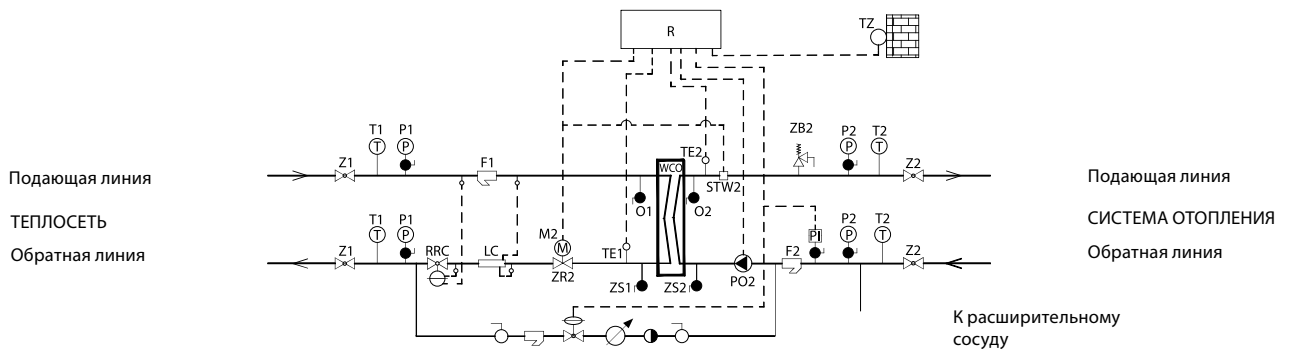 R
TZ
ZB2
T1 P1
P2 T2
Z1
F1
TE2
WCO
STW2
Z2
Подающая линия
Подающая линия
O1
O2
ТЕПЛОСЕТЬ
СИСТЕМА ОТОПЛЕНИЯ
T1 P1
M2
PI
P2 T2
Обратная линия
Обратная линия
Z1
RRC
LC
M
TE1
F2
Z2
ZR2
PO2
ZS1
ZS2
К расширительному
сосуду
T
P
P
T
T
P
P
T